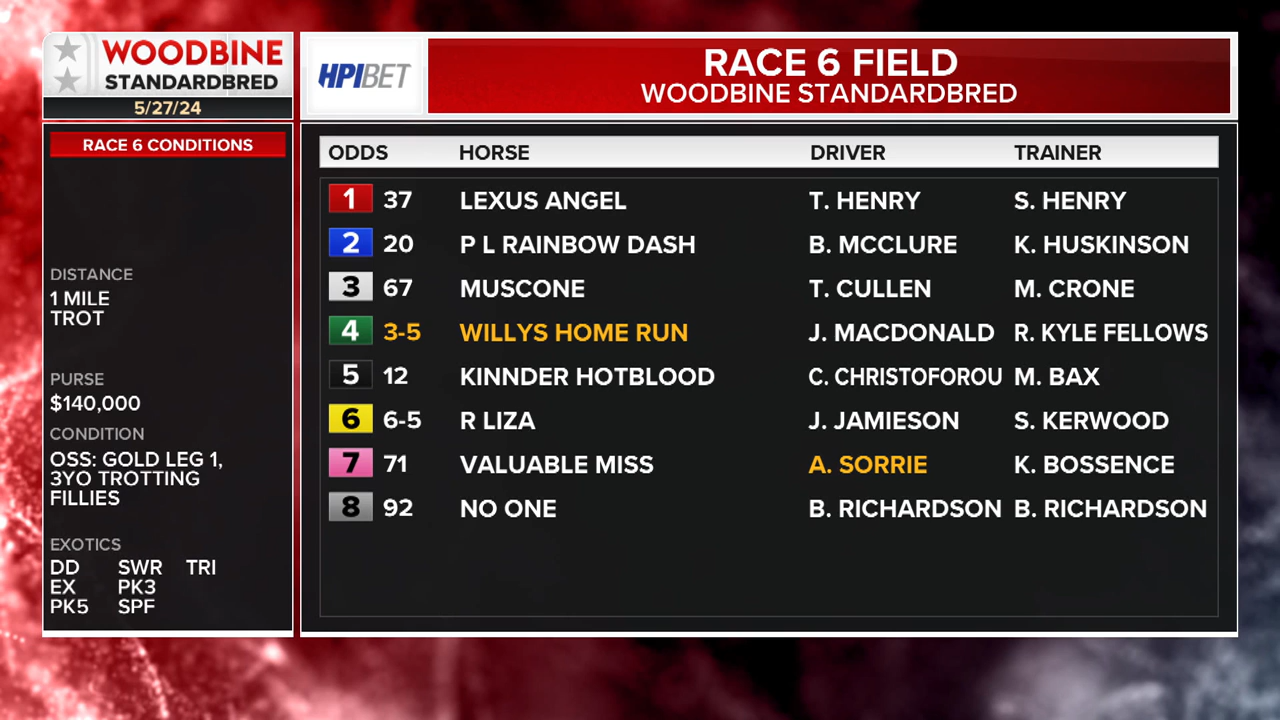 WOODBINE
STANDARDBRED
5/27/24
RACE 6 CONDITIONS
DISTANCE
1 MILE
TROT
PURSE
$140,000
CONDITION
OSS: GOLD LEG 1,
3YO TROTTING
FILLIES
EXOTICS
DD SWR TRI
EX PK3
PK5 SPF
HPIBET
RACE 6 FIELD
WOODBINE STANDARDBRED
ODDS HORSE DRIVER TRAINER
1 37 LEXUS ANGEL T. HENRY S. HENRY
2 20 P L RAINBOW DASH B. MCCLURE K. HUSKINSON
3 67 MUSCONE T. CULLEN M. CRONE
4 3-5 WILLYS HOME RUN J. MACDONALD R. KYLE FELLOWS
5 12 KINNDER HOTBLOOD C. CHRISTOFOROU M. BAX
6 6-5 R LIZA J. JAMIESON S. KERWOOD
7 71 VALUABLE MISS A. SORRIE K. BOSSENCE
8 92 NO ONE B. RICHARDSON B. RICHARDSON